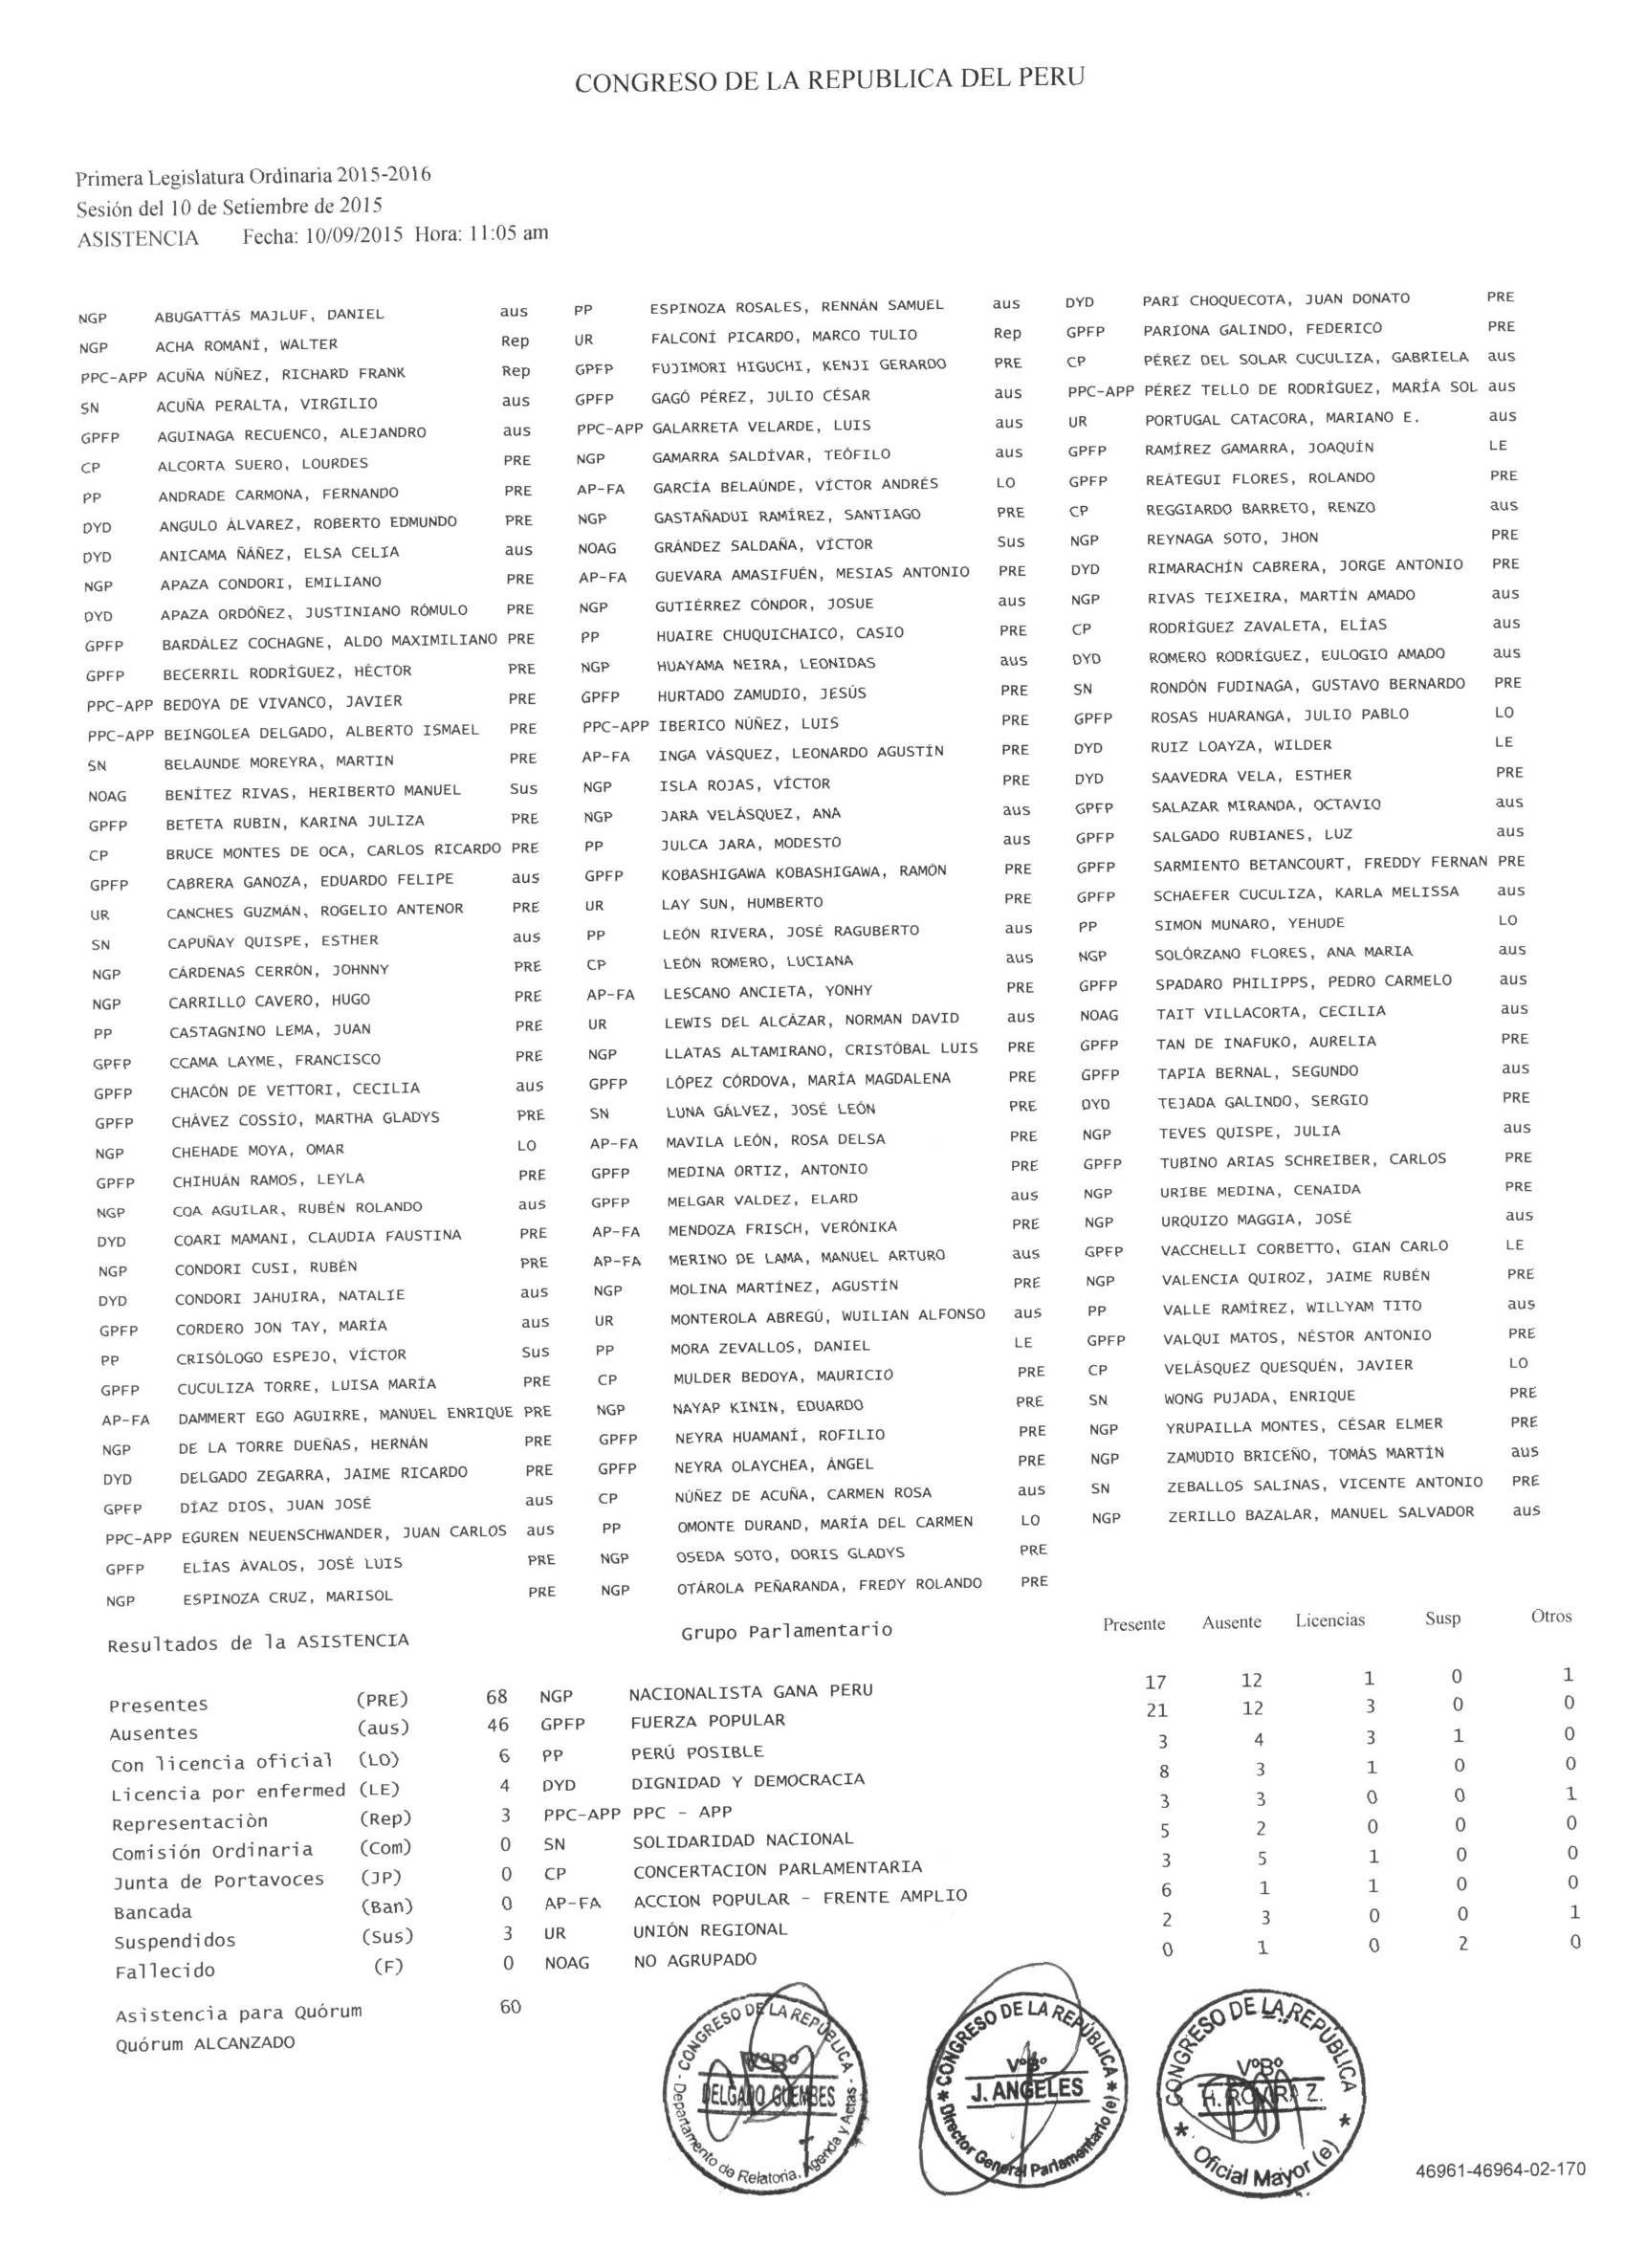 CONGRESO DE LA REPUBLICA DEL PERU
Primera Legislatura Ordinaria 2015-2016
Sesión del 10 de Setiembre de 2015
ASISTENCIA Fecha: 10/09/2015 Hora: 11:05 am
NGP ABUGATTÁS MAJLUF, DANIEL aus PP ESPINOZA ROSALES, RENNÁN SAMUEL aus DYD PARI CHOQUECOTA, JUAN DONATO PRE
NGP ACHA ROMANÍ, WALTER Rep UR FALCONÍ PICARDO, MARCO TULIO Rep GPFP PARIONA GALINDO, FEDERICO PRE
PPC-APP ACUÑA NÚÑEZ, RICHARD FRANK Rep GPFP FUJIMORI HIGUCHI, KENJI GERARDO PRE CP PÉREZ DEL SOLAR CUCULIZA, GABRIELA aus
SN ACUÑA PERALTA, VIRGILIO aus GPFP GAGÓ PÉREZ, JULIO CÉSAR aus PPC-APP PÉREZ TELLO DE RODRÍGUEZ, MARÍA SOL aus
GPFP AGUINAGA RECUENCO, ALEJANDRO aus PPC-APP GALARRETA VELARDE, LUIS aus UR PORTUGAL CATACORA, MARIANO E. aus
CP ALCORTA SUERO, LOURDES PRE NGP GAMARRA SALDÍVAR, TEÓFILO aus GPFP RAMÍREZ GAMARRA, JOAQUÍN LE
PP ANDRADE CARMONA, FERNANDO PRE AP-FA GARCÍA BELAÚNDE, VÍCTOR ANDRÉS LO GPFP REÁTEGUI FLORES, ROLANDO PRE
DYD ANGULO ÁLVAREZ, ROBERTO EDMUNDO PRE NGP GASTAÑADUI RAMÍREZ, SANTIAGO PRE CP REGGIARDO BARRETO, RENZO aus
DYD ANICAMA ÑÁÑEZ, ELSA CELIA aus NOAG GRÁNDEZ SALDAÑA, VÍCTOR Sus NGP REYNAGA SOTO, JHON PRE
NGP APAZA CONDORI, EMILIANO PRE AP-FA GUEVARA AMASIFUÉN, MESIAS ANTONIO PRE DYD RIMARACHÍN CABRERA, JORGE ANTONIO PRE
DYD APAZA ORDÓÑEZ, JUSTINIANO RÓMULO PRE NGP GUTIÉRREZ CÓNDOR, JOSUE aus NGP RIVAS TEIXEIRA, MARTÍN AMADO aus
GPFP BARDÁLEZ COCHAGNE, ALDO MAXIMILIANO PRE PP HUAIRE CHUQUICHAICO, CASIO PRE CP RODRÍGUEZ ZAVALETA, ELÍAS aus
GPFP BECERRIL RODRÍGUEZ, HÉCTOR PRE NGP HUAYAMA NEIRA, LEONIDAS aus DYD ROMERO RODRÍGUEZ, EULOGIO AMADO aus
PPC-APP BEDOYA DE VIVANCO, JAVIER PRE GPFP HURTADO ZAMUDIO, JESÚS PRE SN RONDÓN FUDINAGA, GUSTAVO BERNARDO PRE
PPC-APP BEINGOLEA DELGADO, ALBERTO ISMAEL PRE PPC-APP IBERICO NÚÑEZ, LUIS PRE GPFP ROSAS HUARANGA, JULIO PABLO LO
SN BELAUNDE MOREYRA, MARTIN PRE AP-FA INGA VÁSQUEZ, LEONARDO AGUSTÍN PRE DYD RUIZ LOAYZA, WILDER LE
NOAG BENÍTEZ RIVAS, HERIBERTO MANUEL Sus NGP ISLA ROJAS, VÍCTOR PRE DYD SAAVEDRA VELA, ESTHER PRE
GPFP BETETA RUBIN, KARINA JULIZA PRE NGP JARA VELÁSQUEZ, ANA aus GPFP SALAZAR MIRANDA, OCTAVIO aus
CP BRUCE MONTES DE OCA, CARLOS RICARDO PRE PP JULCA JARA, MODESTO aus GPFP SALGADO RUBIANES, LUZ aus
GPFP CABRERA GANOZA, EDUARDO FELIPE aus GPFP KOBASHIGAWA KOBASHIGAWA, RAMÓN PRE GPFP SARMIENTO BETANCOURT, FREDDY FERNAN PRE
UR CANCHES GUZMÁN, ROGELIO ANTENOR PRE UR LAY SUN, HUMBERTO PRE GPFP SCHAEFER CUCULIZA, KARLA MELISSA aus
SN CAPUÑAY QUISPE, ESTHER aus PP LEÓN RIVERA, JOSÉ RAGUBERTO aus PP SIMON MUNARO, YEHUDE LO
NGP CÁRDENAS CERRÓN, JOHNNY PRE CP LEÓN ROMERO, LUCIANA aus NGP SOLÓRZANO FLORES, ANA MARIA aus
NGP CARRILLO CAVERO, HUGO PRE AP-FA LESCANO ANCIETA, YONHY PRE GPFP SPADARO PHILIPPS, PEDRO CARMELO aus
PP CASTAGNINO LEMA, JUAN PRE UR LEWIS DEL ALCÁZAR, NORMAN DAVID aus NOAG TAIT VILLACORTA, CECILIA aus
GPFP CCAMA LAYME, FRANCISCO PRE NGP LLATAS ALTAMIRANO, CRISTÓBAL LUIS PRE GPFP TAN DE INAFUKO, AURELIA PRE
GPFP CHACÓN DE VETTORI, CECILIA aus GPFP LÓPEZ CÓRDOVA, MARÍA MAGDALENA PRE GPFP TAPIA BERNAL, SEGUNDO aus
GPFP CHÁVEZ COSSÍO, MARTHA GLADYS PRE SN LUNA GÁLVEZ, JOSÉ LEÓN PRE DYD TEJADA GALINDO, SERGIO PRE
NGP CHEHADE MOYA, OMAR LO AP-FA MAVILA LEÓN, ROSA DELSA PRE NGP TEVES QUISPE, JULIA aus
GPFP CHIHUÁN RAMOS, LEYLA PRE GPFP MEDINA ORTIZ, ANTONIO PRE GPFP TUBINO ARIAS SCHREIBER, CARLOS PRE
NGP COA AGUILAR, RUBÉN ROLANDO aus GPFP MELGAR VALDEZ, ELARD aus NGP URIBE MEDINA, CENAIDA PRE
DYD COARI MAMANI, CLAUDIA FAUSTINA PRE AP-FA MENDOZA FRISCH, VERÓNIKA PRE NGP URQUIZO MAGGIA, JOSÉ aus
NGP CONDORI CUSI, RUBÉN PRE AP-FA MERINO DE LAMA, MANUEL ARTURO aus GPFP VACCHELLI CORBETTO, GIAN CARLO LE
DYD CONDORI JAHUIRA, NATALIE aus NGP MOLINA MARTÍNEZ, AGUSTÍN PRE NGP VALENCIA QUIROZ, JAIME RUBÉN PRE
GPFP CORDERO JON TAY, MARÍA aus UR MONTEROLA ABREGÚ, WUILIAN ALFONSO aus PP VALLE RAMÍREZ, WILLYAM TITO aus
PP CRISÓLOGO ESPEJO, VÍCTOR Sus PP MORA ZEVALLOS, DANIEL LE GPFP VALQUI MATOS, NÉSTOR ANTONIO PRE
GPFP CUCULIZA TORRE, LUISA MARÍA PRE CP MULDER BEDOYA, MAURICIO PRE CP VELÁSQUEZ QUESQUÉN, JAVIER LO
AP-FA DAMMERT EGO AGUIRRE, MANUEL ENRIQUE PRE NGP NAYAP KININ, EDUARDO PRE SN WONG PUJADA, ENRIQUE PRE
NGP DE LA TORRE DUEÑAS, HERNÁN PRE GPFP NEYRA HUAMANÍ, ROFILIO PRE NGP YRUPAILLA MONTES, CÉSAR ELMER PRE
DYD DELGADO ZEGARRA, JAIME RICARDO PRE GPFP NEYRA OLAYCHEA, ÁNGEL PRE NGP ZAMUDIO BRICEÑO, TOMÁS MARTÍN aus
GPFP DÍAZ DIOS, JUAN JOSÉ aus CP NÚÑEZ DE ACUÑA, CARMEN ROSA aus SN ZEBALLOS SALINAS, VICENTE ANTONIO PRE
PPC-APP EGUREN NEUENSCHWANDER, JUAN CARLOS aus PP OMONTE DURAND, MARÍA DEL CARMEN LO NGP ZERILLO BAZALAR, MANUEL SALVADOR aus
GPFP ELÍAS ÁVALOS, JOSÉ LUIS PRE NGP OSEDA SOTO, DORIS GLADYS PRE
NGP ESPINOZA CRUZ, MARISOL PRE NGP OTÁROLA PEÑARANDA, FREDY ROLANDO PRE
Resultados de la ASISTENCIA Grupo Parlamentario Presente Ausente Licencias Susp Otros
Presentes (PRE) 68 NGP NACIONALISTA GANA PERU 17 12 1 0 1
Ausentes (aus) 46 GPFP FUERZA POPULAR 21 12 3 0 0
Con licencia oficial (LO) 6 PP PERÚ POSIBLE 3 4 3 1 0
Licencia por enfermed (LE) 4 DYD DIGNIDAD Y DEMOCRACIA 8 3 1 0 0
Representaciòn (Rep) 3 PPC-APP PPC - APP 3 3 0 0 1
Comisión Ordinaria (Com) 0 SN SOLIDARIDAD NACIONAL 5 2 0 0 0
Junta de Portavoces (JP) 0 CP CONCERTACION PARLAMENTARIA 3 5 1 0 0
Bancada (Ban) 0 AP-FA ACCION POPULAR - FRENTE AMPLIO 6 1 1 0 0
Suspendidos (Sus) 3 UR UNIÓN REGIONAL 2 3 0 0 1
Fallecido (F) 0 NOAG NO AGRUPADO 0 1 0 2 0
Asistencia para Quórum 60
Quórum ALCANZADO
- CONGRESO DE LA REPÚBLICA -
VºBº
DELGADO GUEMBES
Departamento de Relatoria, Agenda y Actas
* CONGRESO DE LA REPÚBLICA *
VºBº
J. ANGELES
Director General Parlamentario (e)
CONGRESO DE LA REPÚBLICA
VºBº
H. Z.
* Oficial Mayor (e) *
46961-46964-02-170